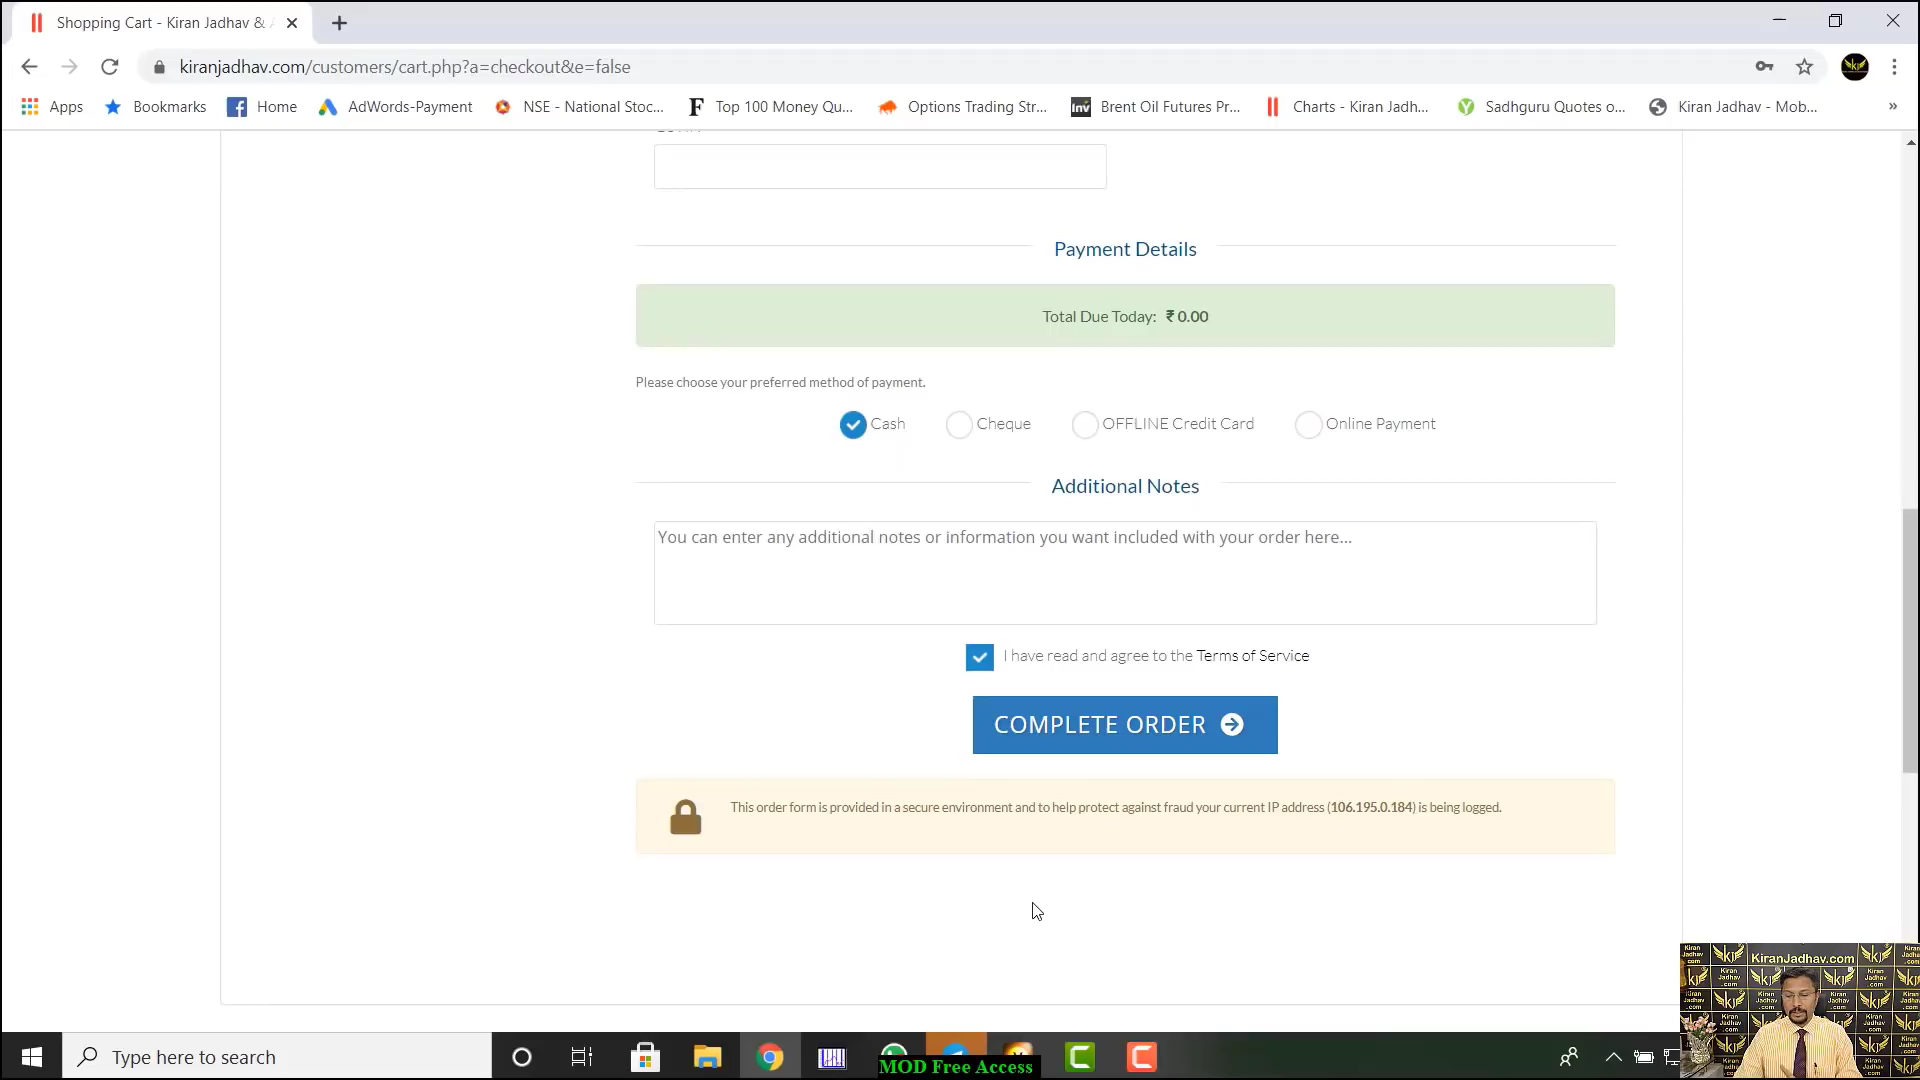 Shopping Cart - Kiran Jadhav &
kiranjadhav.com/customers/cart.php?a=checkout&e=false
Apps
Bookmarks
Home
AdWords-Payment
NSE - National Stoc...
Top 100 Money Qu...
Options Trading Str...
Inv
Brent Oil Futures Pr...
Charts - Kiran Jadh...
Sadhguru Quotes o...
Kiran Jadhav - Mob...
»
Payment Details
Total Due Today: ₹ 0.00
Please choose your preferred method of payment.
Cash
Cheque
OFFLINE Credit Card
Online Payment
Additional Notes
You can enter any additional notes or information you want included with your order here...
I have read and agree to the Terms of Service
COMPLETE ORDER
This order form is provided in a secure environment and to help protect against fraud your current IP address (106.195.0.184) is being logged.
KiranJadhav.com
Type here to search
MOD Free Access